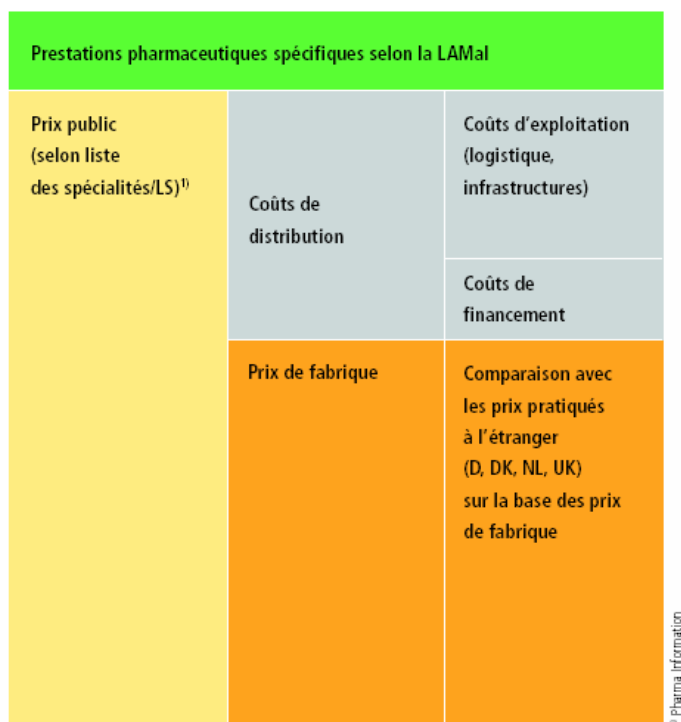 Prestations pharmaceutiques spécifiques selon la LAMal
Prix public
(selon liste
des spécialités/LS)¹⁾
Coûts de
distribution
Coûts d'exploitation
(logistique,
infrastructures)
Coûts de
financement
Prix de fabrique
Comparaison avec
les prix pratiqués
à l'étranger
(D, DK, NL, UK)
sur la base des prix
de fabrique
Pharma Information